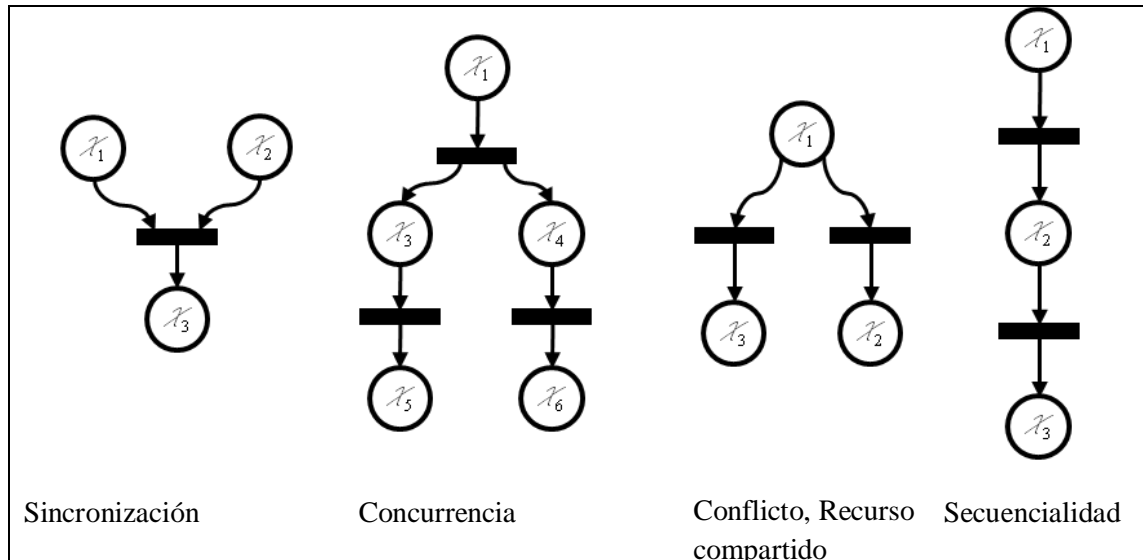 𝒳1
𝒳2
𝒳3
𝒳1
𝒳3
𝒳4
𝒳5
𝒳6
𝒳1
𝒳3
𝒳2
𝒳1
𝒳2
𝒳3
Sincronización
Concurrencia
Conflicto, Recurso
compartido
Secuencialidad